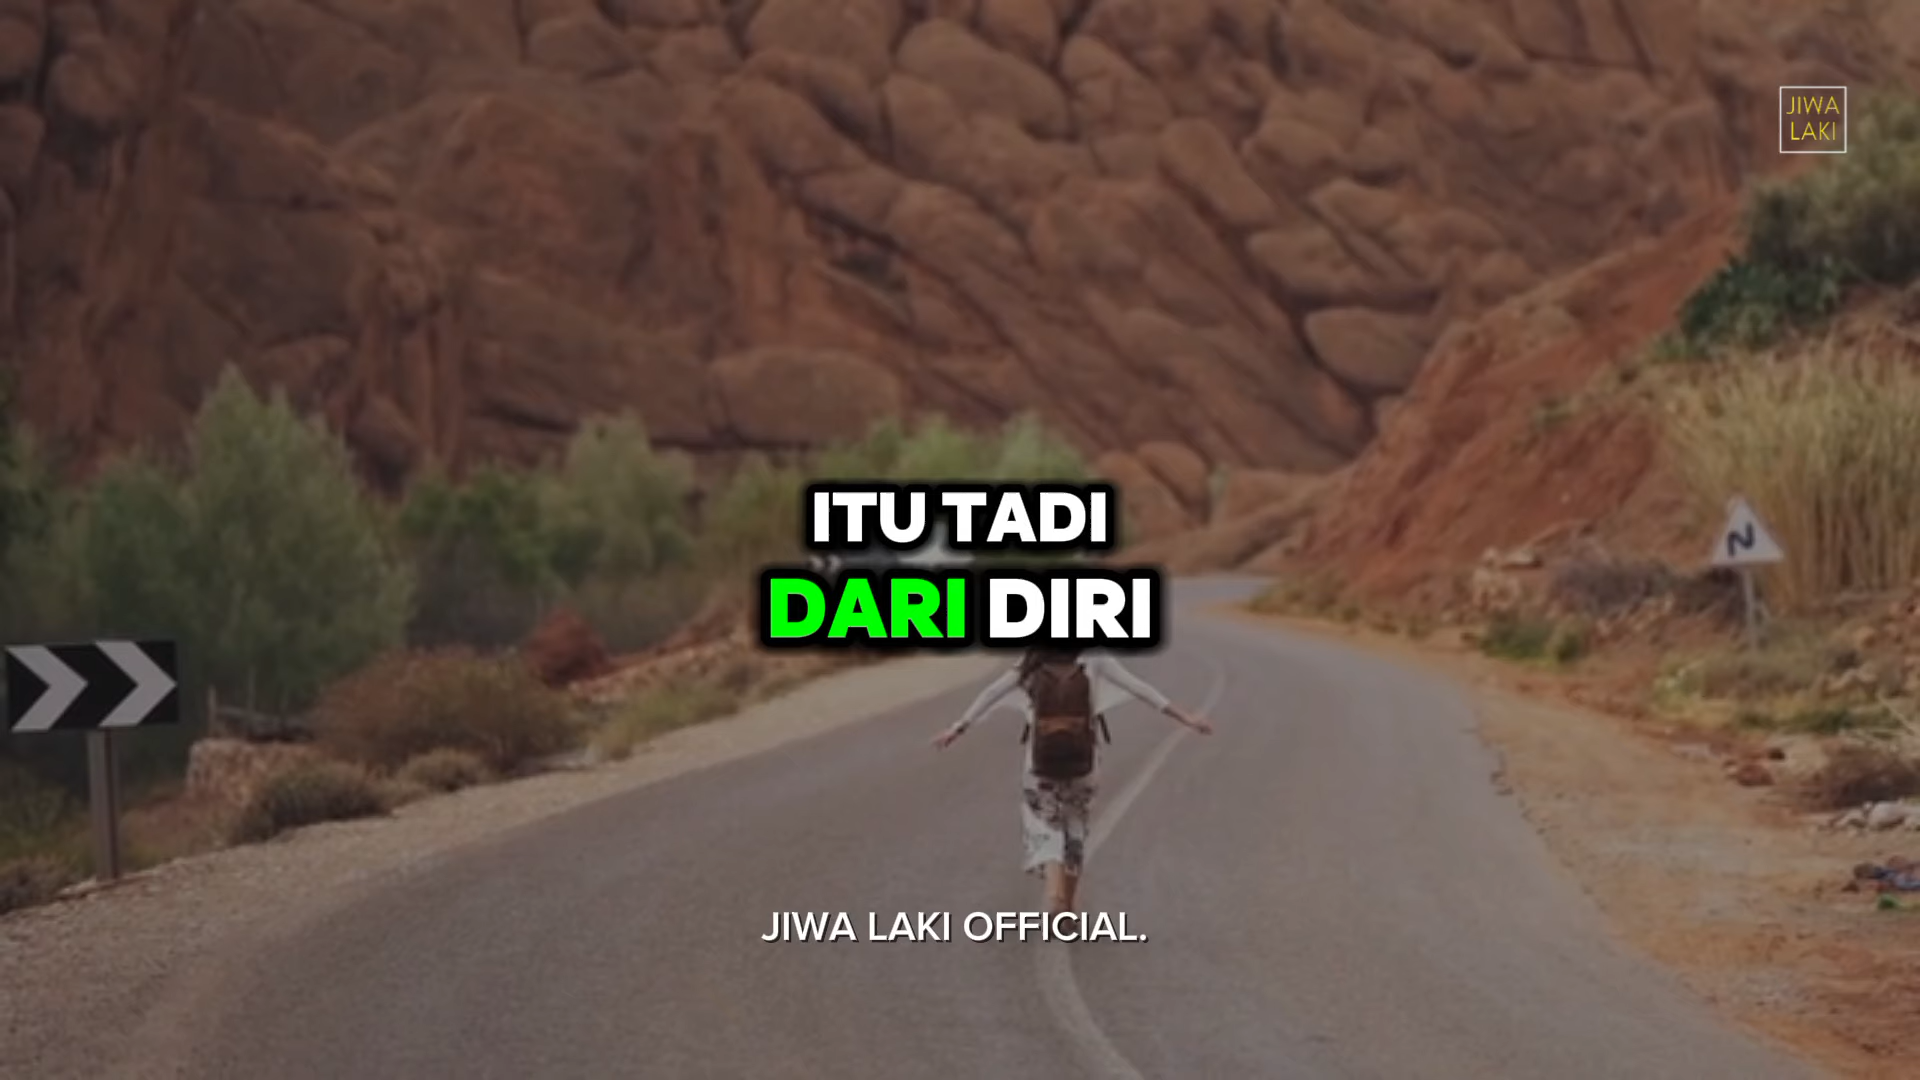 JIWA
LAKI
ITU TADI
DARI DIRI
JIWA LAKI OFFICIAL.